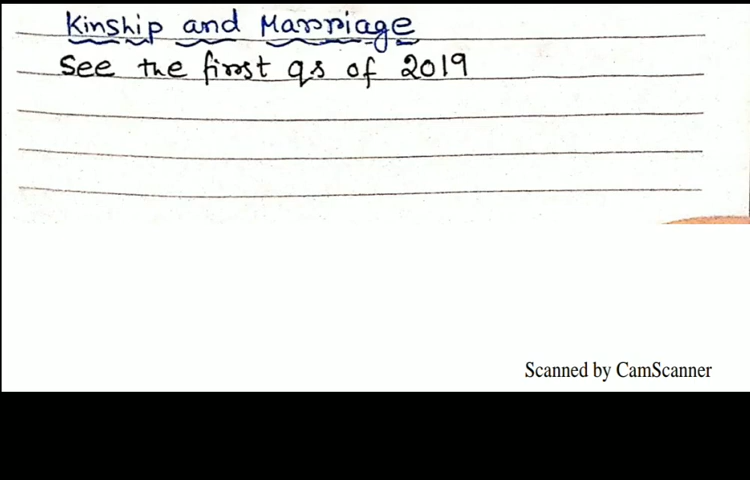 Kinship and Marriage
See the first qs of 2019
Scanned by CamScanner